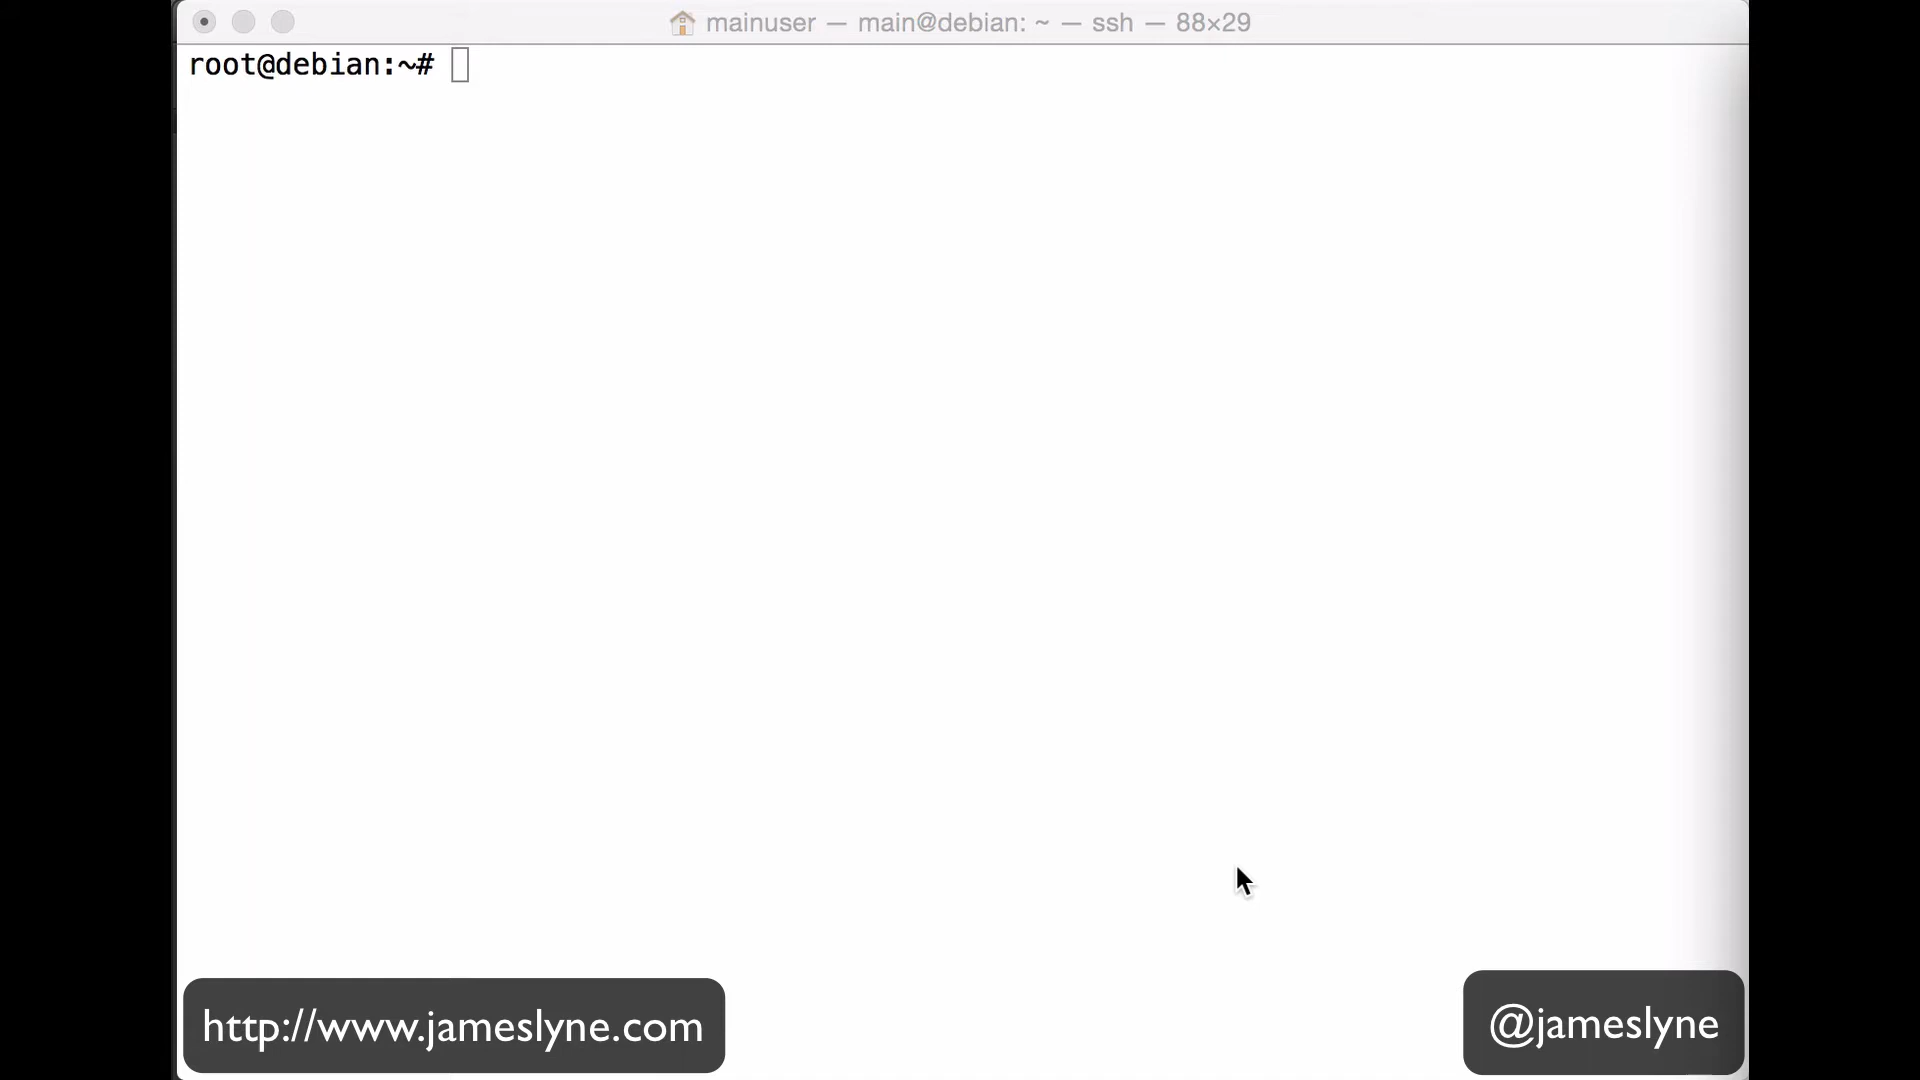 mainuser — main@debian: ~ — ssh — 88×29
root@debian:~#
http://www.jameslyne.com
@jameslyne